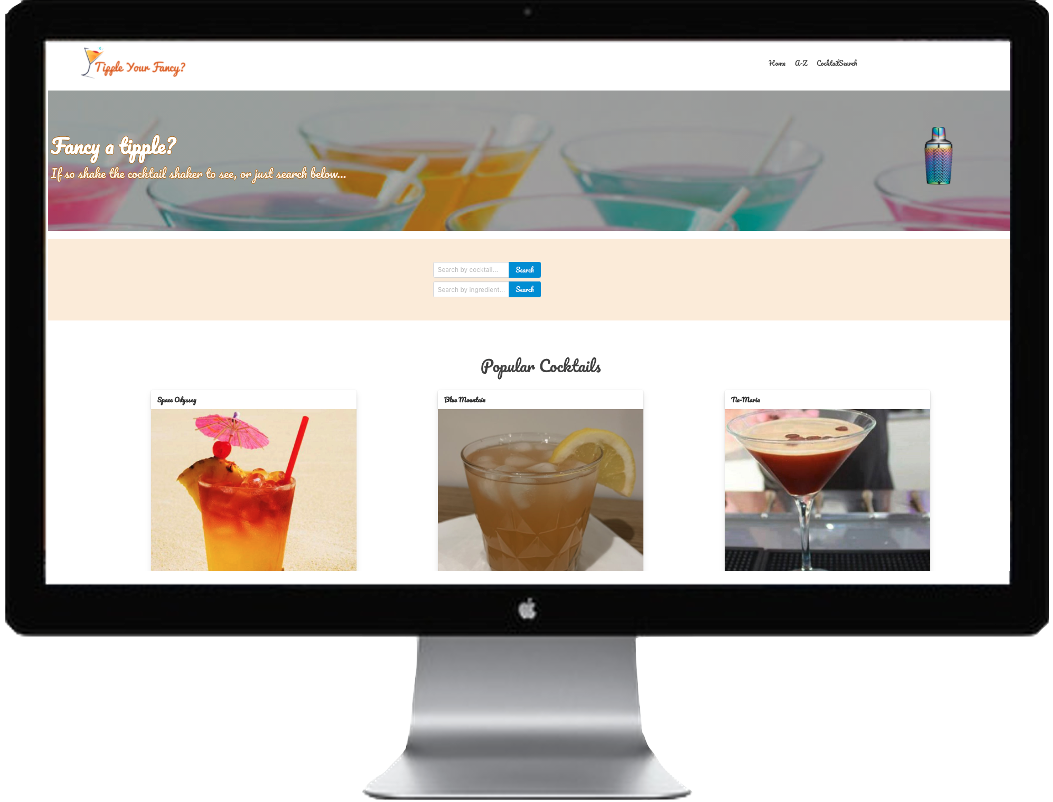 Tipple Your Fancy?
Home A-Z CocktailSearch
Fancy a tipple?
If so shake the cocktail shaker to see, or just search below...
Search by cocktail... Search
Search by ingredient... Search
Popular Cocktails
Space Odyssey Blue Mountain Tia-Maria